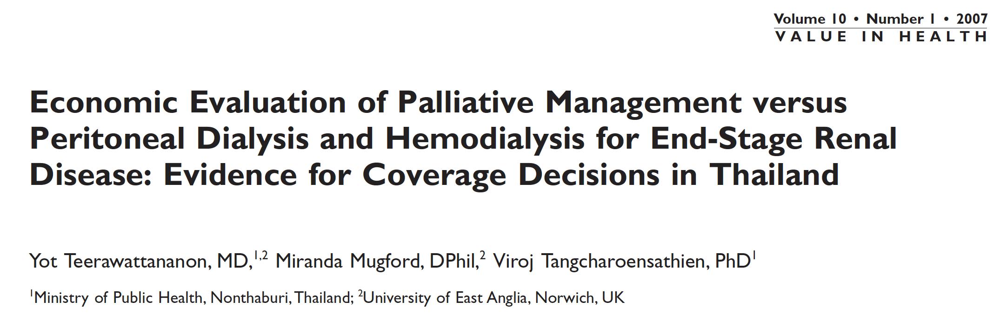 Volume 10 • Number 1 • 2007
VALUE IN HEALTH
Economic Evaluation of Palliative Management versus
Peritoneal Dialysis and Hemodialysis for End-Stage Renal
Disease: Evidence for Coverage Decisions in Thailand
Yot Teerawattananon, MD,1,2 Miranda Mugford, DPhil,2 Viroj Tangcharoensathien, PhD1
1Ministry of Public Health, Nonthaburi, Thailand; 2University of East Anglia, Norwich, UK